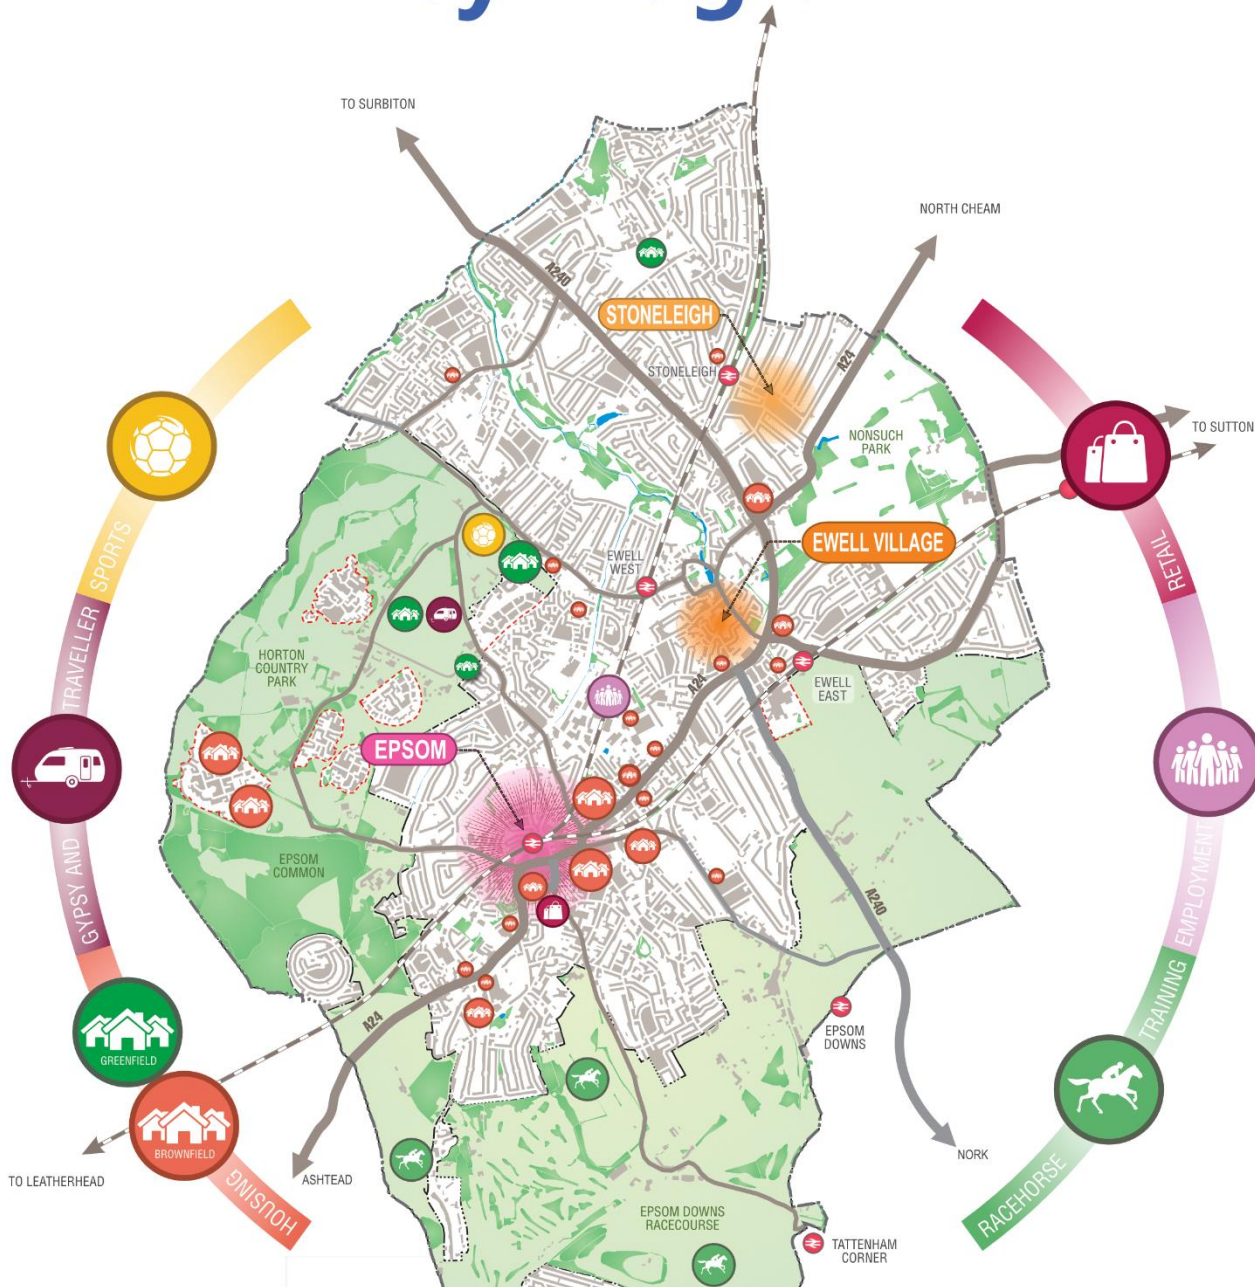 TO SURBITON
NORTH CHEAM
A240
STONELEIGH
A24
STONELEIGH
TO SUTTON
NONSUCH
PARK
SPORTS
RETAIL
EWELL VILLAGE
EWELL
WEST
GYPSY AND TRAVELLER
HORTON
COUNTRY
PARK
EWELL
EAST
A24
EPSOM
EMPLOYMENT
EPSOM
COMMON
A240
A24
EPSOM
DOWNS
GREENFIELD
BROWNFIELD
HOUSING
TO LEATHERHEAD
ASHTEAD
NORK
RACEHORSE TRAINING
EPSOM DOWNS
RACECOURSE
TATTENHAM
CORNER